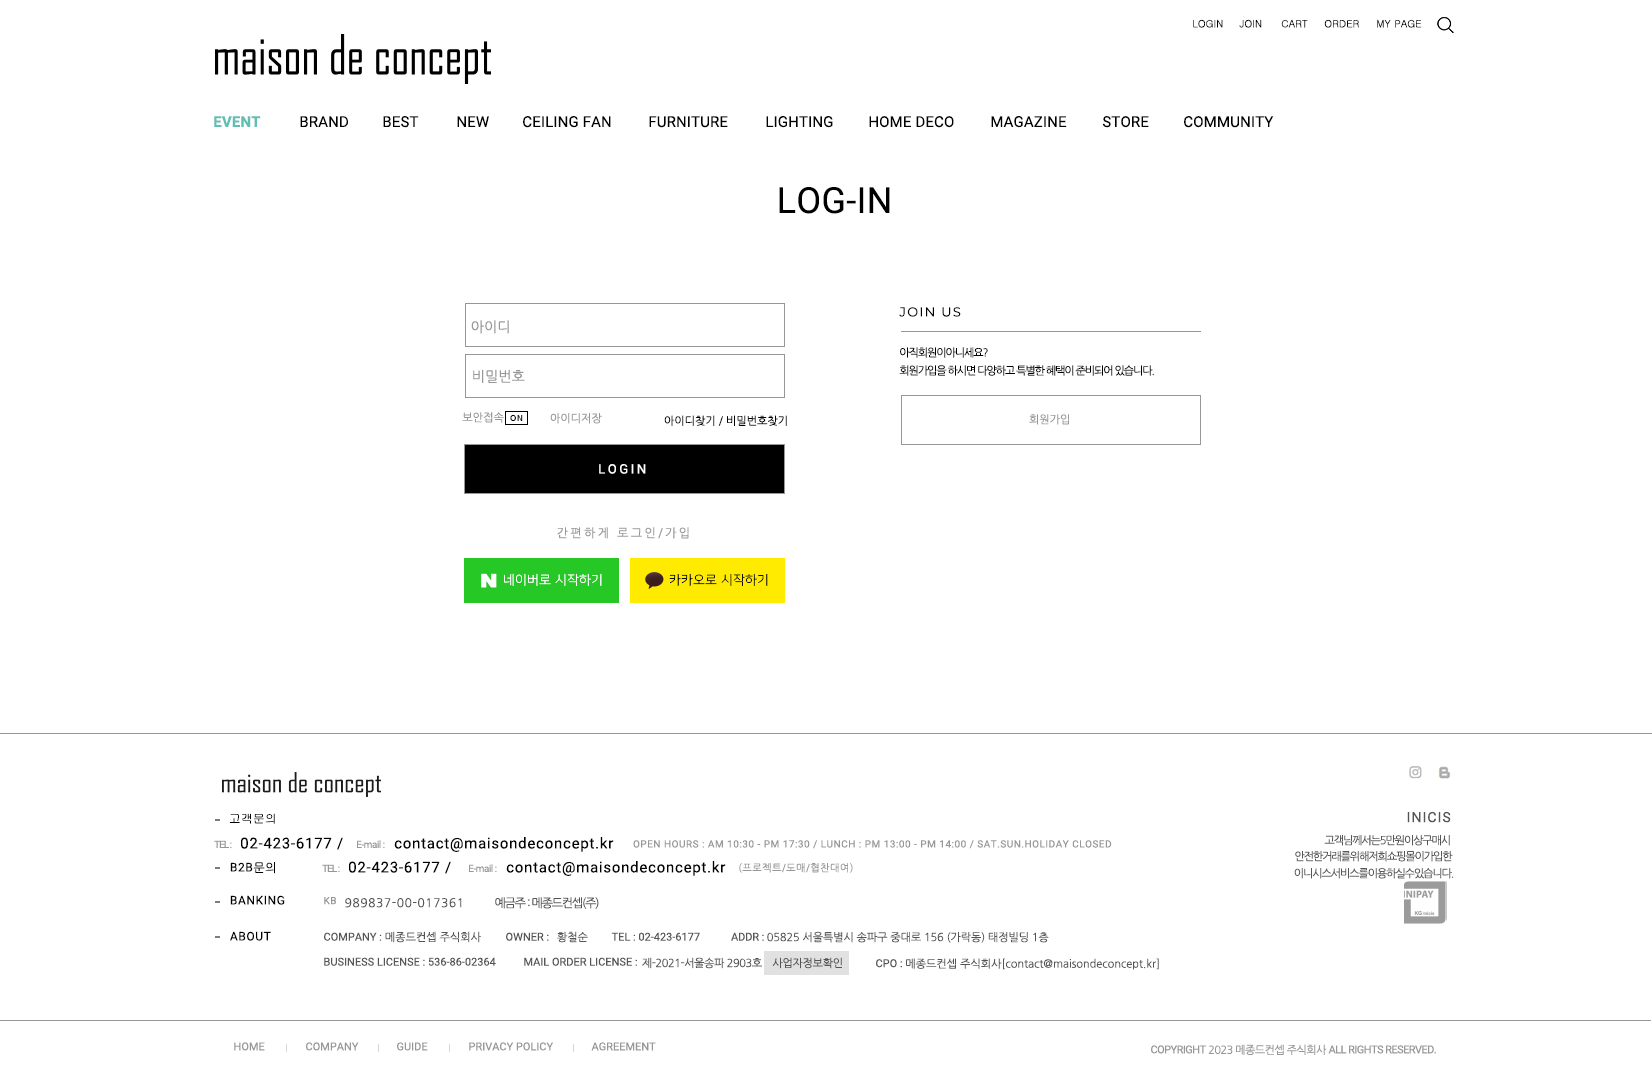 LOGIN JOIN CART ORDER MY PAGE
maison de concept
EVENT BRAND BEST NEW CEILING FAN FURNITURE LIGHTING HOME DECO MAGAZINE STORE COMMUNITY
LOG-IN
아이디
비밀번호
보안접속 ON 아이디저장 아이디찾기 / 비밀번호찾기
LOGIN
간편하게 로그인/가입
N 네이버로 시작하기 카카오로 시작하기
JOIN US
아직회원이아니세요?
회원가입을 하시면 다양하고 특별한 혜택이 준비되어 있습니다.
회원가입
maison de concept
- 고객문의
TEL : 02-423-6177 / E-mail : contact@maisondeconcept.kr OPEN HOURS : AM 10:30 - PM 17:30 / LUNCH : PM 13:00 - PM 14:00 / SAT.SUN.HOLIDAY CLOSED
- B2B문의 TEL : 02-423-6177 / E-mail : contact@maisondeconcept.kr (프로젝트/도매/협찬대여)
- BANKING KB 989837-00-017361 예금주 : 메종드컨셉(주)
- ABOUT COMPANY : 메종드컨셉 주식회사 OWNER : 황철순 TEL : 02-423-6177 ADDR : 05825 서울특별시 송파구 중대로 156 (가락동) 태정빌딩 1층
BUSINESS LICENSE : 536-86-02364 MAIL ORDER LICENSE : 제-2021-서울송파 2903호 사업자정보확인 CPO : 메종드컨셉 주식회사[contact@maisondeconcept.kr]
INICIS
고객님께서는5만원이상구매시
안전한거래를위해저희쇼핑몰이가입한
이니시스서비스를이용하실수있습니다.
INIPAY
KG Inicis
HOME COMPANY GUIDE PRIVACY POLICY AGREEMENT
COPYRIGHT 2023 메종드컨셉 주식회사 ALL RIGHTS RESERVED.